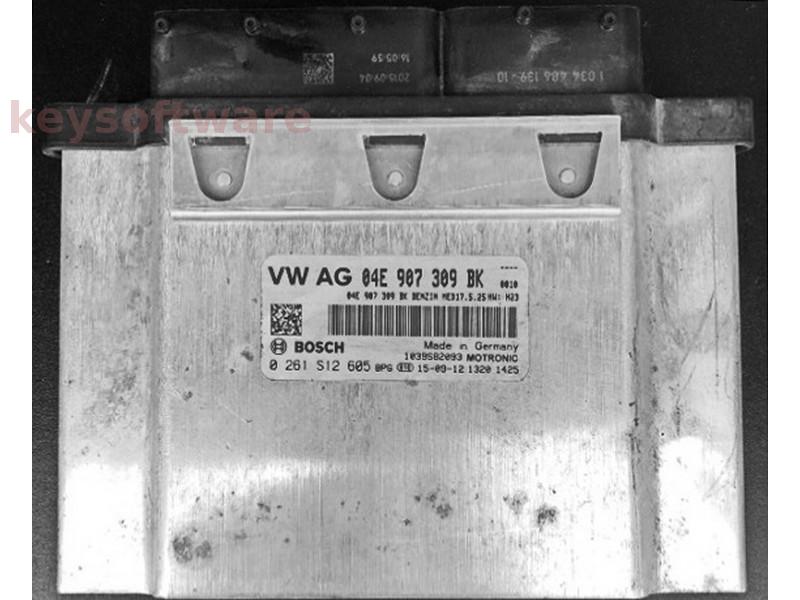 16:05:59
2015-09-04
1 034 486 139-10
keysoftware
VW AG 04E 907 309 BK ----
0010
04E 907 309 BK BENZIN MED17.5.25 HW: H23
BOSCH Made in Germany
1039S82093 MOTRONIC
0 261 S12 605 BPG 15-09-12 1320 1425